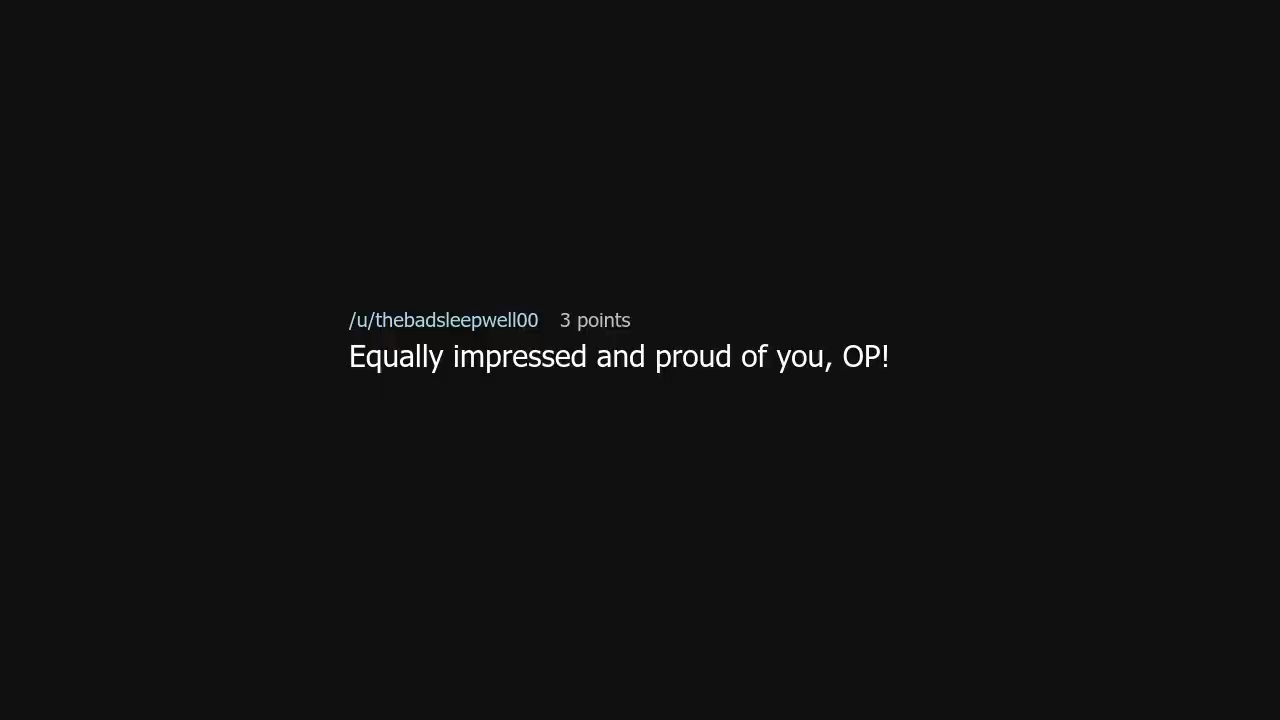 /u/thebadsleepwell00 3 points
Equally impressed and proud of you, OP!